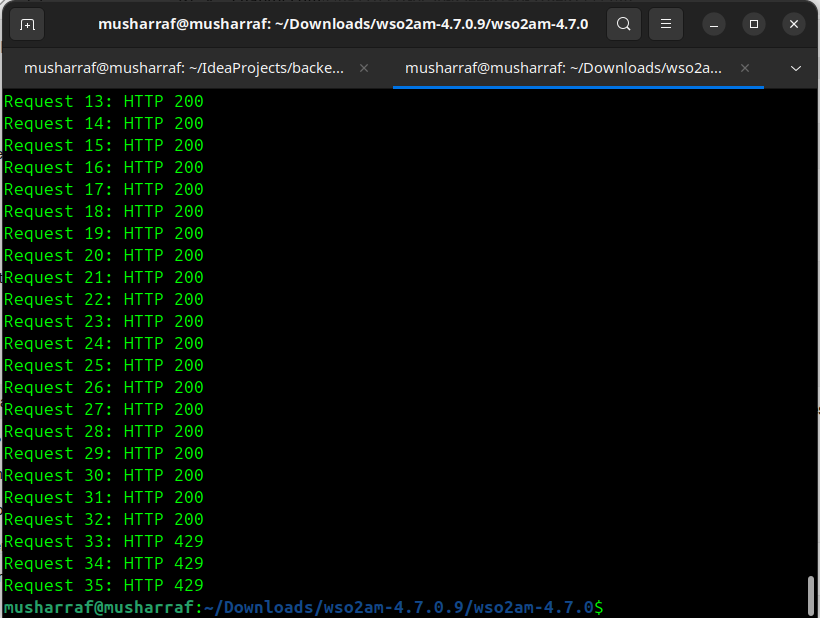 musharraf@musharraf: ~/Downloads/wso2am-4.7.0.9/wso2am-4.7.0
musharraf@musharraf: ~/IdeaProjects/backe...
musharraf@musharraf: ~/Downloads/wso2a...
Request 13: HTTP 200
Request 14: HTTP 200
Request 15: HTTP 200
Request 16: HTTP 200
Request 17: HTTP 200
Request 18: HTTP 200
Request 19: HTTP 200
Request 20: HTTP 200
Request 21: HTTP 200
Request 22: HTTP 200
Request 23: HTTP 200
Request 24: HTTP 200
Request 25: HTTP 200
Request 26: HTTP 200
Request 27: HTTP 200
Request 28: HTTP 200
Request 29: HTTP 200
Request 30: HTTP 200
Request 31: HTTP 200
Request 32: HTTP 200
Request 33: HTTP 429
Request 34: HTTP 429
Request 35: HTTP 429
musharraf@musharraf:~/Downloads/wso2am-4.7.0.9/wso2am-4.7.0$